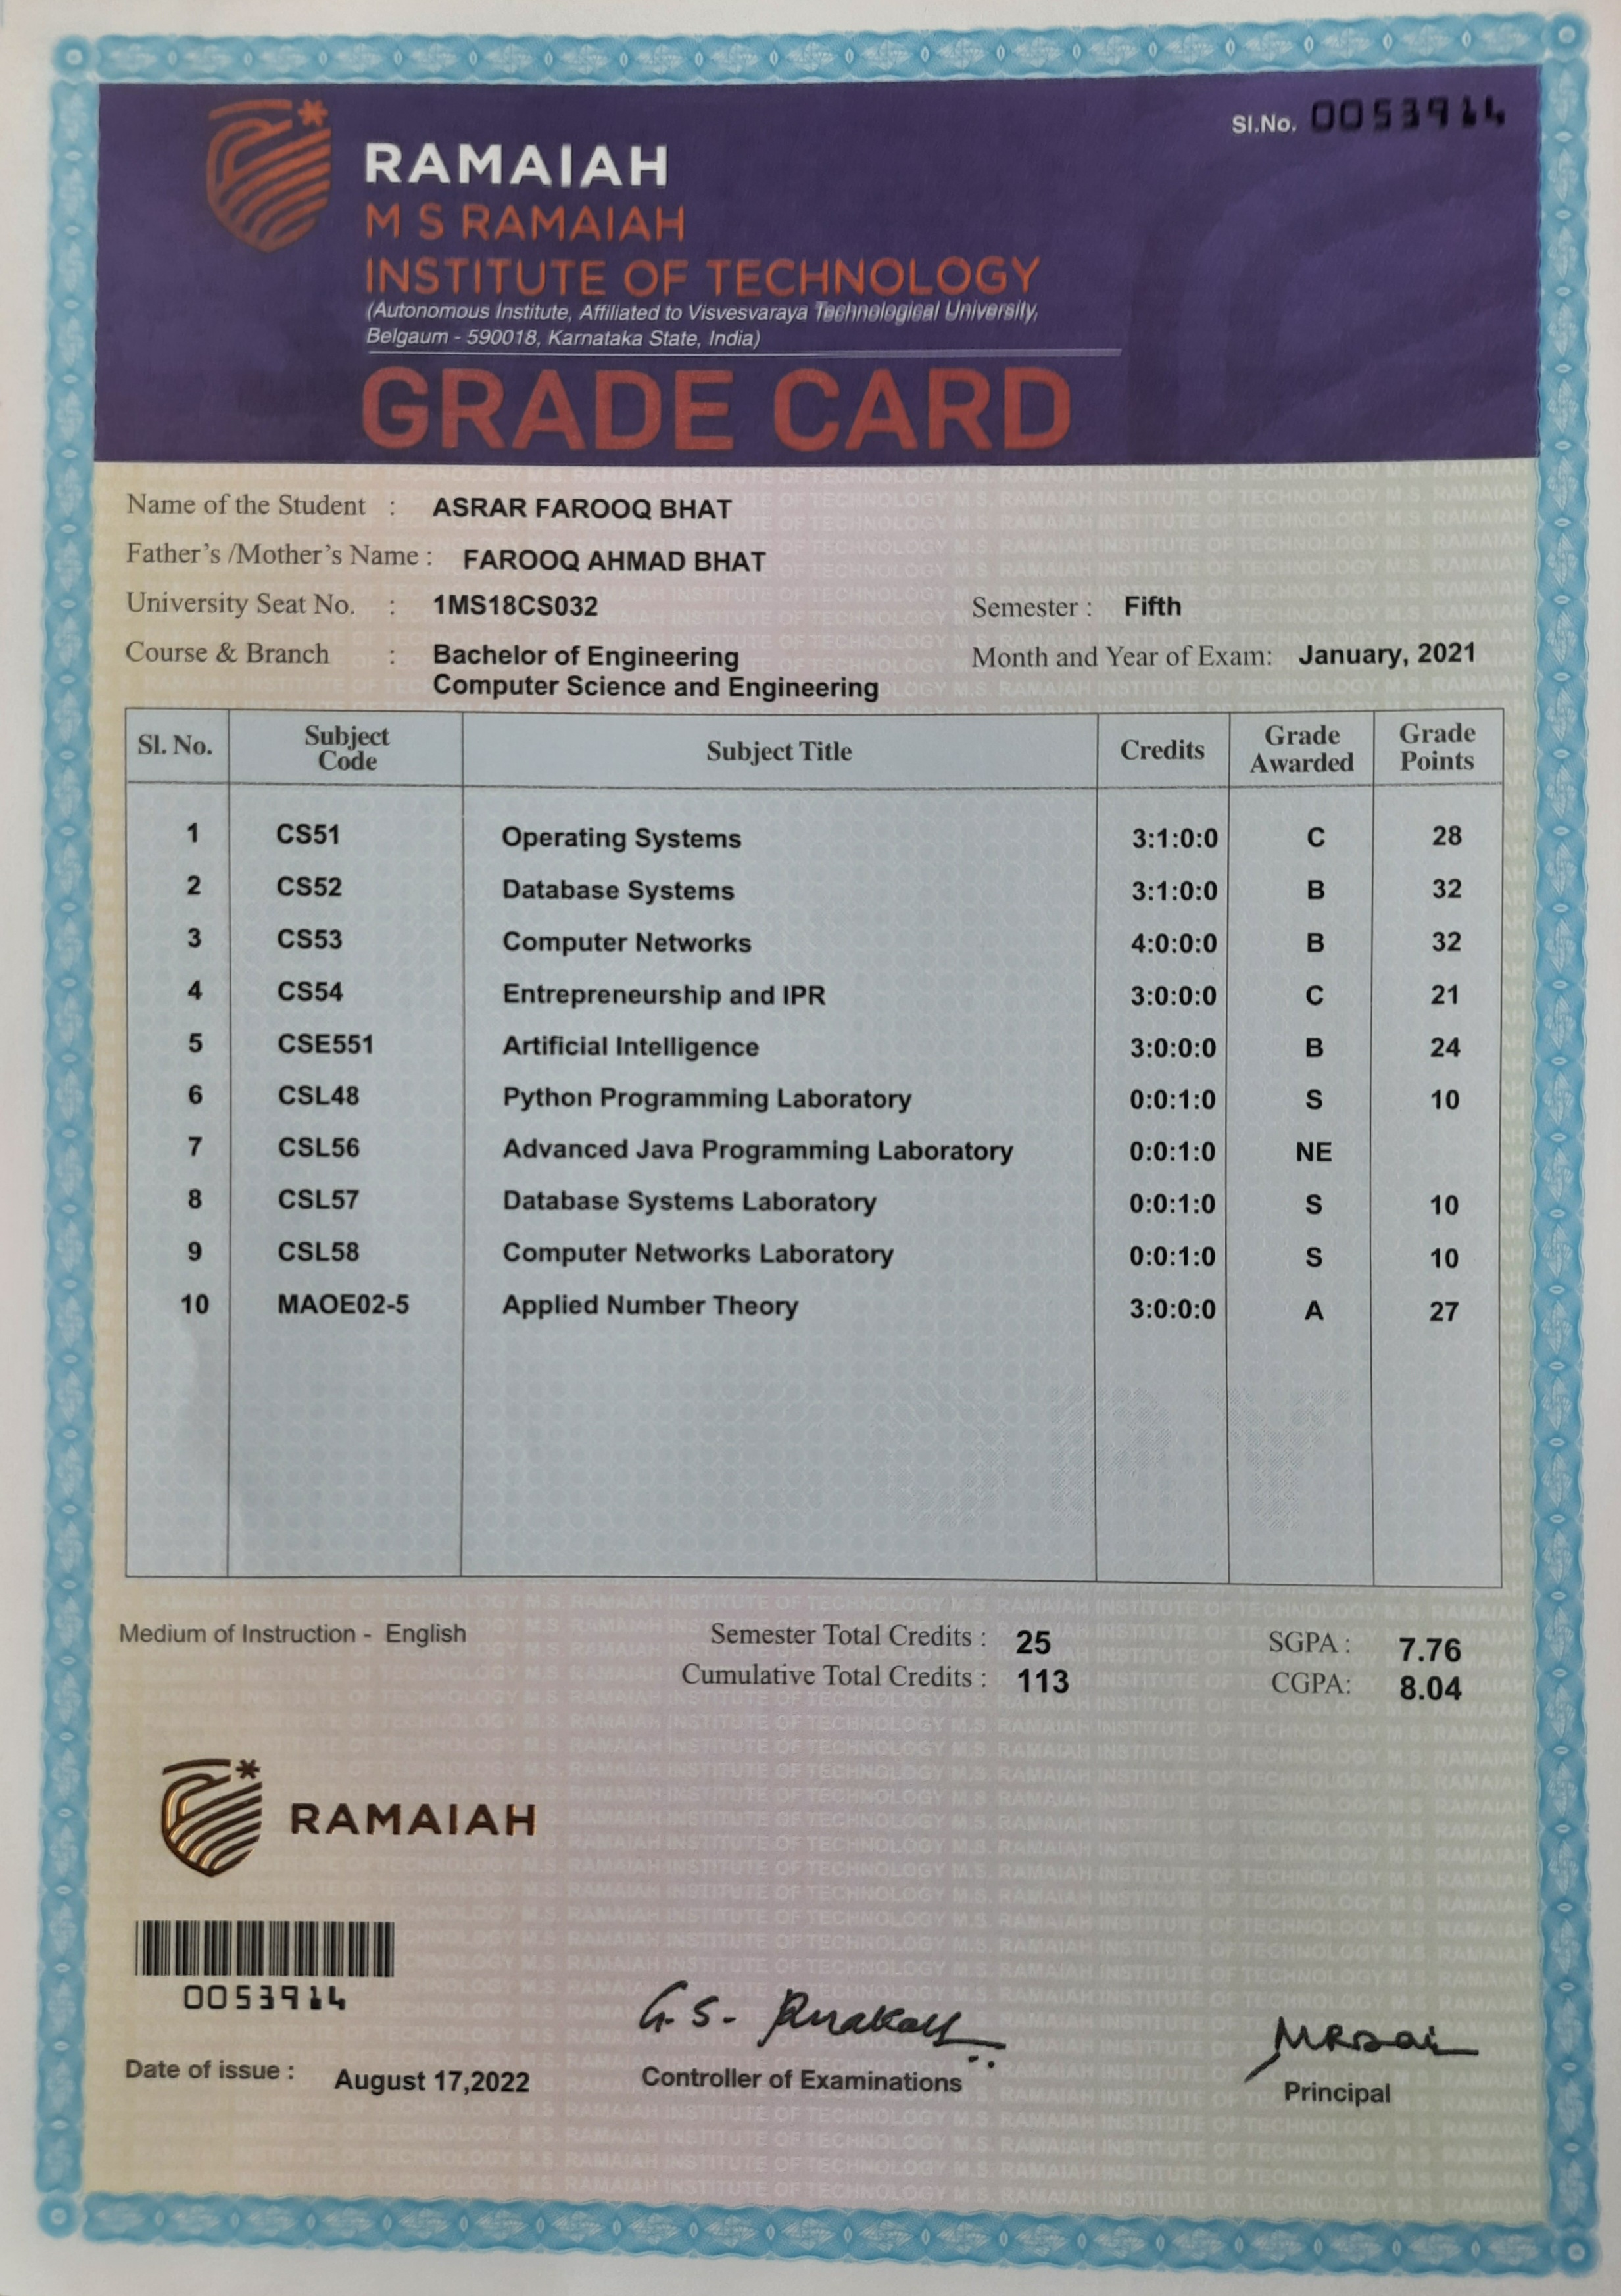 Sl.No. 0053914
RAMAIAH
M S RAMAIAH
INSTITUTE OF TECHNOLOGY
(Autonomous Institute, Affiliated to Visvesvaraya Technological University,
Belgaum - 590018, Karnataka State, India)
GRADE CARD
Name of the Student : ASRAR FAROOQ BHAT
Father's /Mother's Name : FAROOQ AHMAD BHAT
University Seat No. : 1MS18CS032 Semester : Fifth
Course & Branch : Bachelor of Engineering Month and Year of Exam: January, 2021
Computer Science and Engineering
Sl. No. Subject Code Subject Title Credits Grade Awarded Grade Points
1 CS51 Operating Systems 3:1:0:0 C 28
2 CS52 Database Systems 3:1:0:0 B 32
3 CS53 Computer Networks 4:0:0:0 B 32
4 CS54 Entrepreneurship and IPR 3:0:0:0 C 21
5 CSE551 Artificial Intelligence 3:0:0:0 B 24
6 CSL48 Python Programming Laboratory 0:0:1:0 S 10
7 CSL56 Advanced Java Programming Laboratory 0:0:1:0 NE
8 CSL57 Database Systems Laboratory 0:0:1:0 S 10
9 CSL58 Computer Networks Laboratory 0:0:1:0 S 10
10 MAOE02-5 Applied Number Theory 3:0:0:0 A 27
Medium of Instruction - English Semester Total Credits : 25 SGPA : 7.76
Cumulative Total Credits : 113 CGPA: 8.04
RAMAIAH
0053914
G.S.
Date of issue : August 17,2022 Controller of Examinations Principal